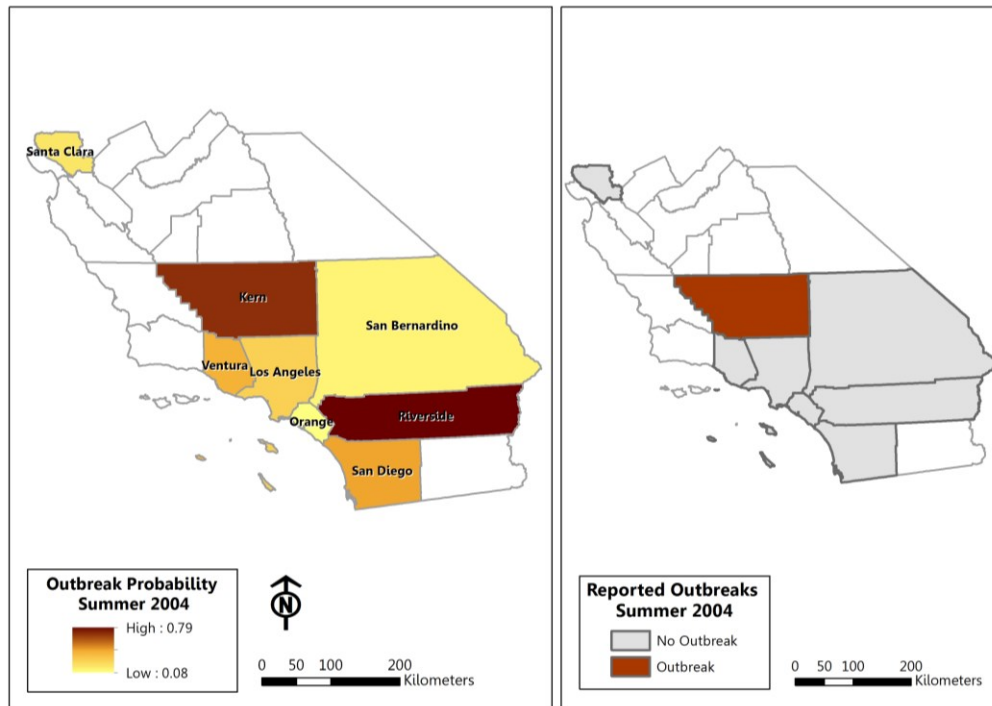 Santa Clara
Kern
San Bernardino
Ventura
Los Angeles
Orange
Riverside
San Diego
Outbreak Probability
Summer 2004
High : 0.79
Low : 0.08
N
0 50 100 200
Kilometers
Reported Outbreaks
Summer 2004
No Outbreak
Outbreak
0 50 100 200
Kilometers